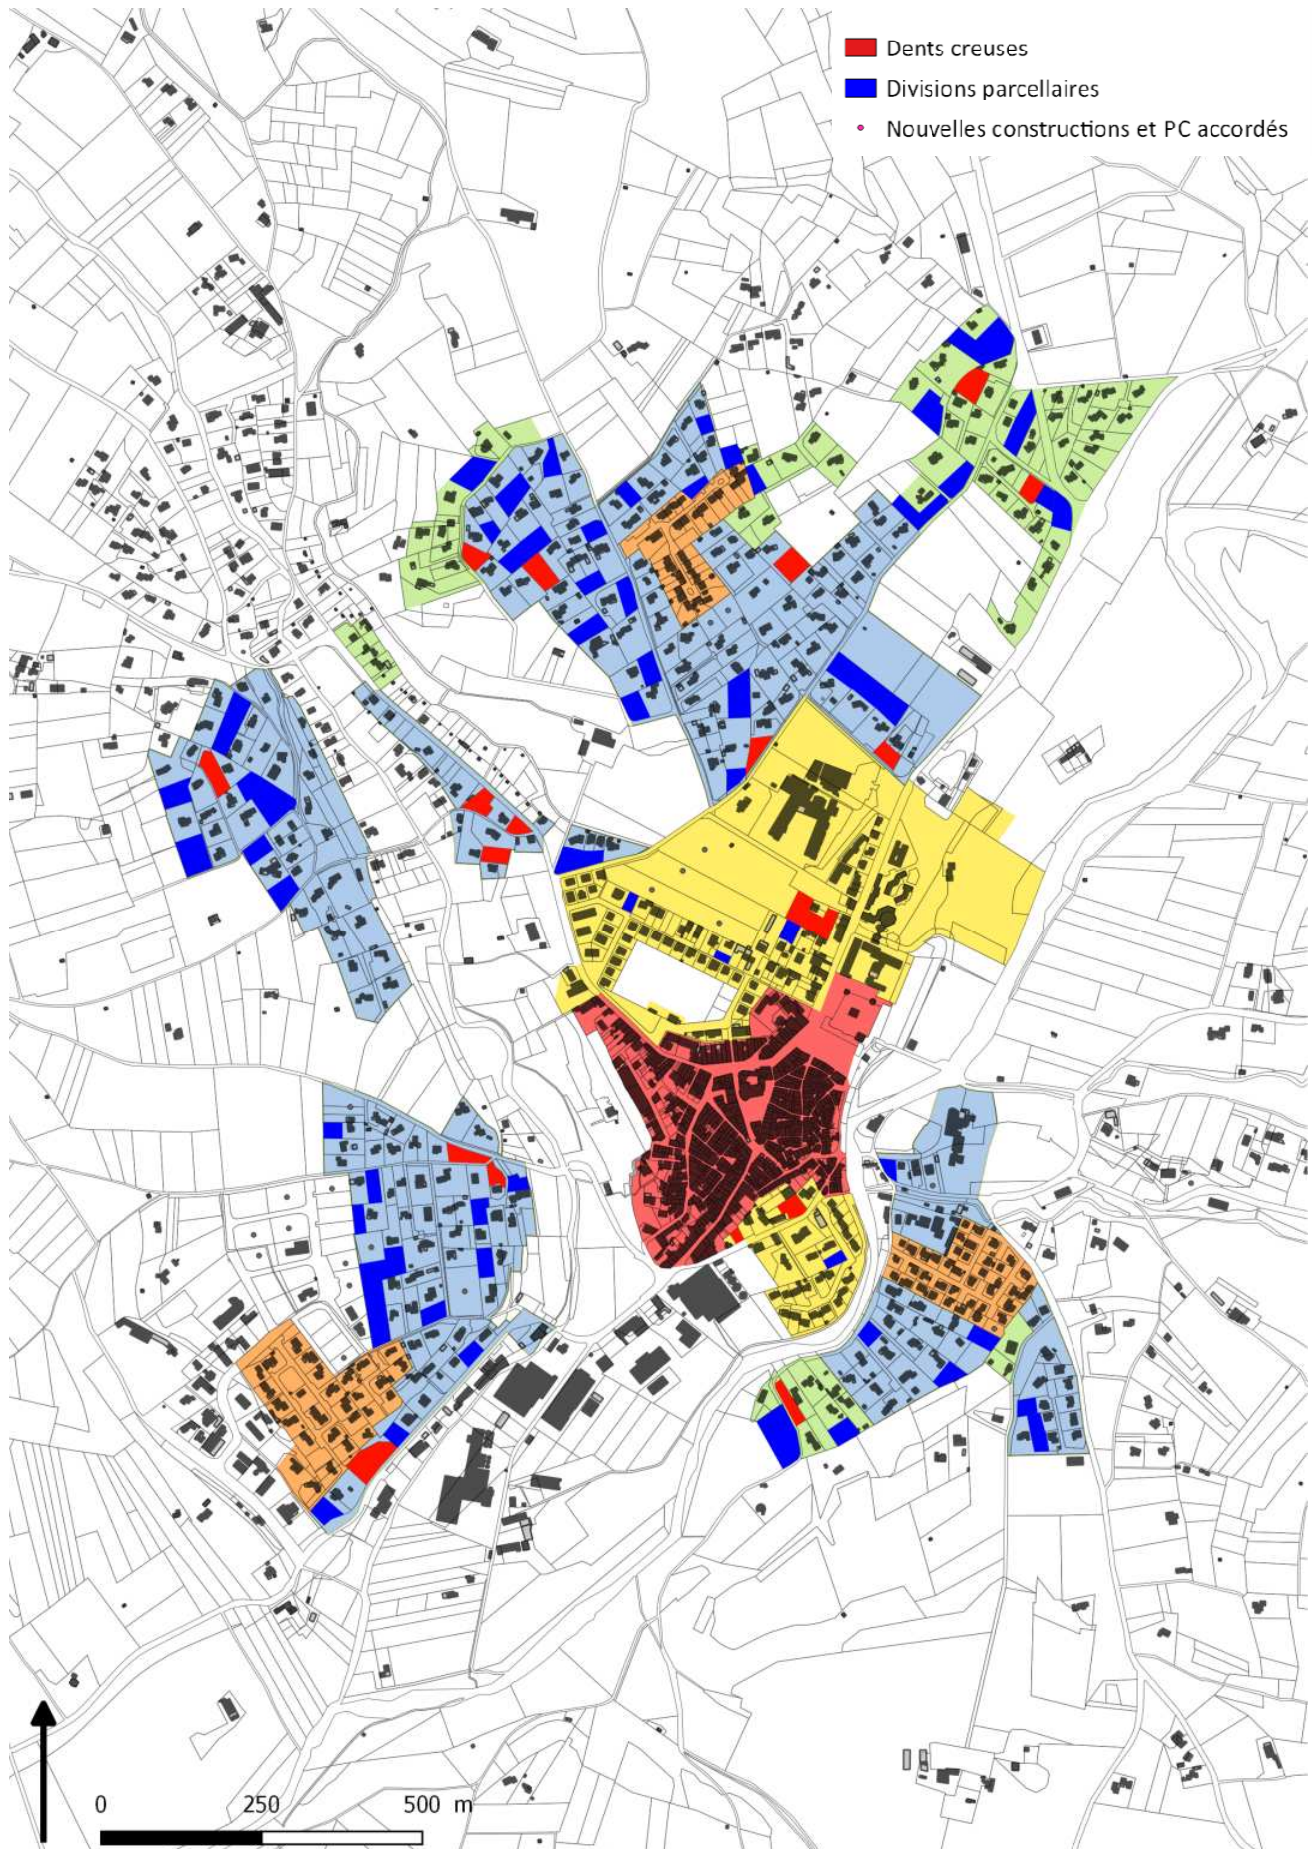 Dents creuses
Divisions parcellaires
Nouvelles constructions et PC accordés
0 250 500 m